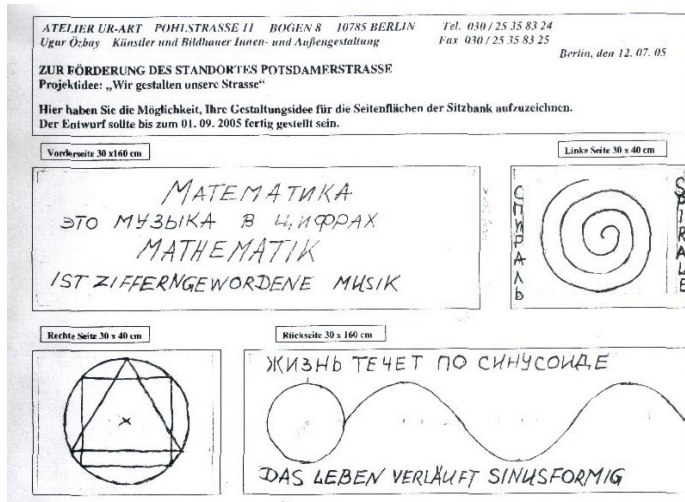 ATELIER UR-ART POHLSTRASSE 11 BOGEN 8 10785 BERLIN Tel. 030 / 25 35 83 24
Ugur Özbay Künstler und Bildhauer Innen- und Außengestaltung Fax 030 / 25 35 83 25
Berlin, den 12. 07. 05
ZUR FÖRDERUNG DES STANDORTES POTSDAMERSTRASSE
Projektidee: „Wir gestalten unsere Strasse“
Hier haben Sie die Möglichkeit, Ihre Gestaltungsidee für die Seitenflächen der Sitzbank aufzuzeichnen.
Der Entwurf sollte bis zum 01. 09. 2005 fertig gestellt sein.
Vorderseite 30 x160 cm
МАТЕМАТИКА
ЭТО МУЗЫКА В ЦИФРАХ
MATHEMATIK
IST ZIFFERNGEWORDENE MUSIK
Linke Seite 30 x 40 cm
СПИРАЛЬ
SPIRALE
Rechte Seite 30 x 40 cm
Rückseite 30 x 160 cm
ЖИЗНЬ ТЕЧЕТ ПО СИНУСОИДЕ
DAS LEBEN VERLÄUFT SINUSFORMIG